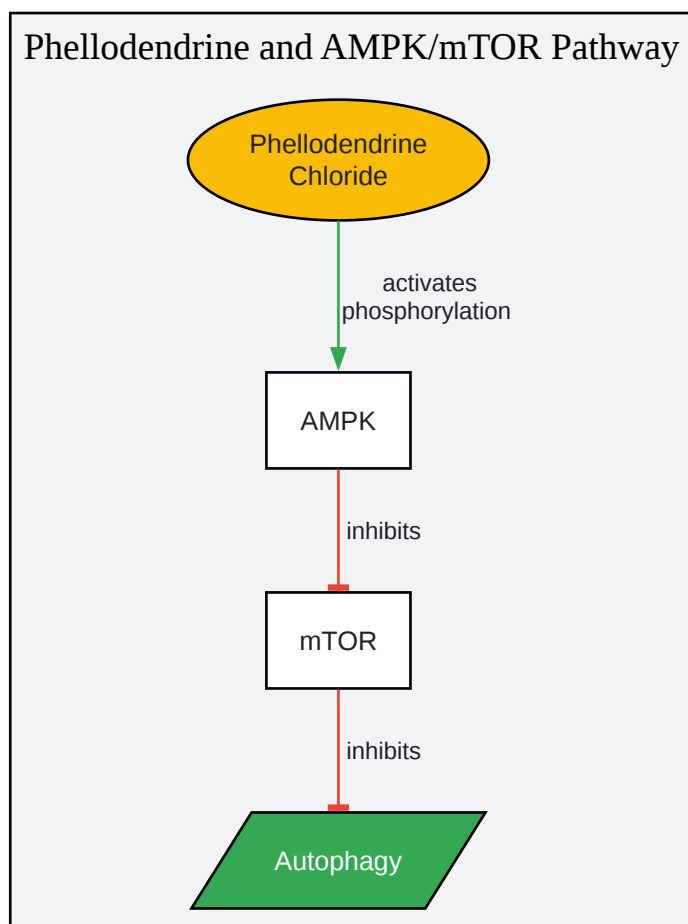 Phellodendrine and AMPK/mTOR Pathway
Phellodendrine
Chloride
activates
phosphorylation
AMPK
inhibits
mTOR
inhibits
Autophagy